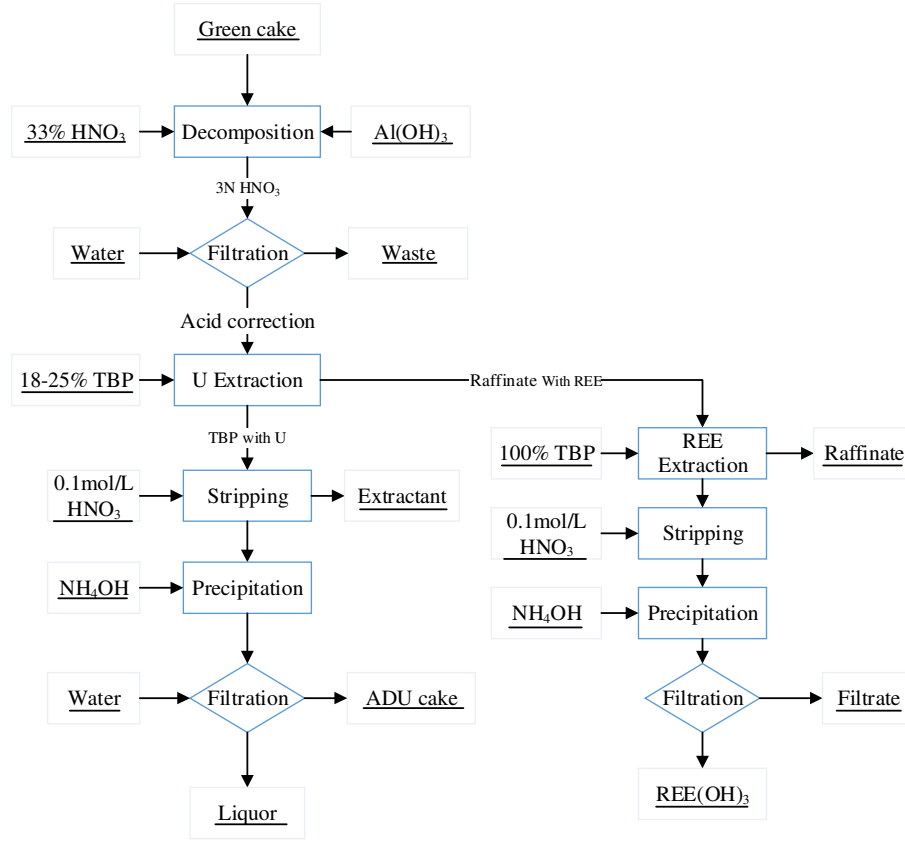 Green cake
33% HNO₃
Decomposition
Al(OH)₃
3N HNO₃
Water
Filtration
Waste
Acid correction
18-25% TBP
U Extraction
Raffinate With REE
TBP with U
100% TBP
REE
Extraction
Raffinate
0.1mol/L
HNO₃
Stripping
Extractant
0.1mol/L
HNO₃
Stripping
NH₄OH
Precipitation
NH₄OH
Precipitation
Water
Filtration
ADU cake
Filtration
Filtrate
Liquor
REE(OH)₃